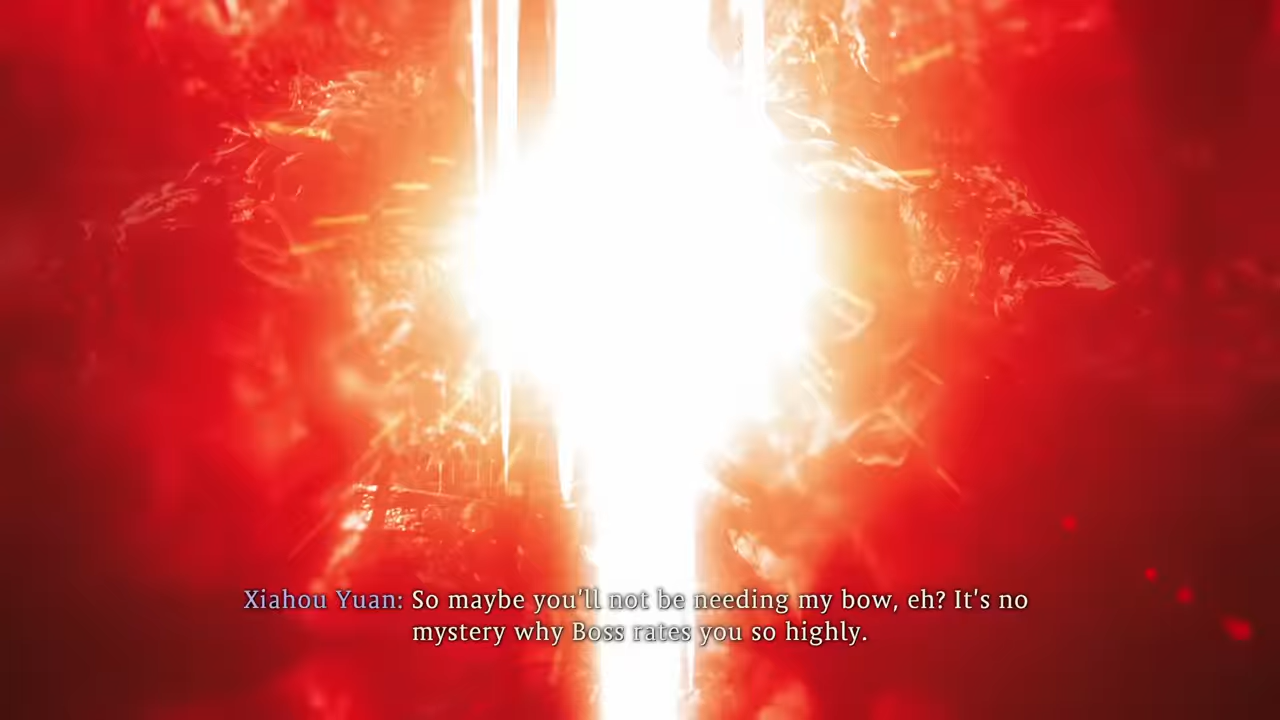 Xiahou Yuan: So maybe you'll not be needing my bow, eh? It's no
mystery why Boss rates you so highly.